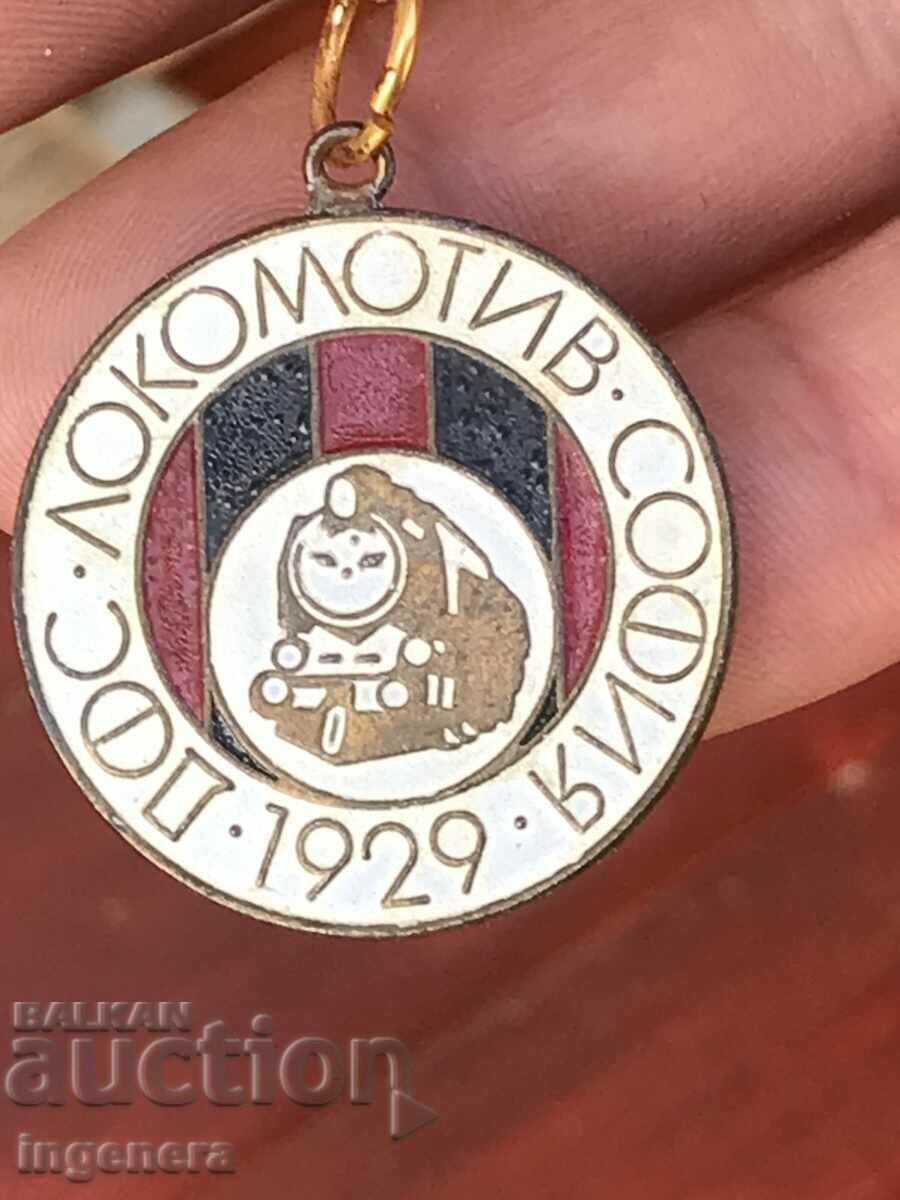 ДФС · ЛОКОМОТИВ · СОФИЯ · 1929 ·
BALKAN
auction
ingenera